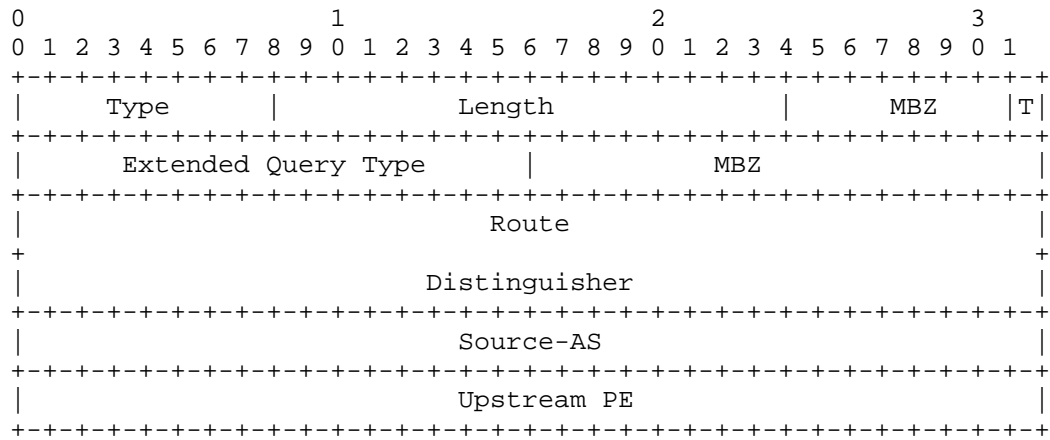 0                   1                   2                   3
0 1 2 3 4 5 6 7 8 9 0 1 2 3 4 5 6 7 8 9 0 1 2 3 4 5 6 7 8 9 0 1
+-+-+-+-+-+-+-+-+-+-+-+-+-+-+-+-+-+-+-+-+-+-+-+-+-+-+-+-+-+-+-+-+
|     Type      |           Length              |      MBZ    |T|
+-+-+-+-+-+-+-+-+-+-+-+-+-+-+-+-+-+-+-+-+-+-+-+-+-+-+-+-+-+-+-+-+
|      Extended Query Type      |           MBZ                 |
+-+-+-+-+-+-+-+-+-+-+-+-+-+-+-+-+-+-+-+-+-+-+-+-+-+-+-+-+-+-+-+-+
|                             Route                             |
+                                                               +
|                         Distinguisher                         |
+-+-+-+-+-+-+-+-+-+-+-+-+-+-+-+-+-+-+-+-+-+-+-+-+-+-+-+-+-+-+-+-+
|                           Source-AS                           |
+-+-+-+-+-+-+-+-+-+-+-+-+-+-+-+-+-+-+-+-+-+-+-+-+-+-+-+-+-+-+-+-+
|                           Upstream PE                         |
+-+-+-+-+-+-+-+-+-+-+-+-+-+-+-+-+-+-+-+-+-+-+-+-+-+-+-+-+-+-+-+-+